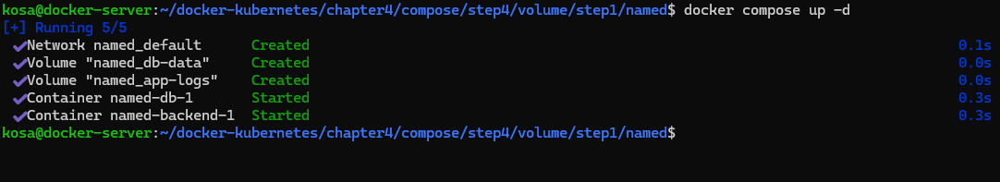 kosa@docker-server:~/docker-kubernetes/chapter4/compose/step4/volume/step1/named$ docker compose up -d
[+] Running 5/5
✔Network named_default Created 0.1s
✔Volume "named_db-data" Created 0.0s
✔Volume "named_app-logs" Created 0.0s
✔Container named-db-1 Started 0.3s
✔Container named-backend-1 Started 0.3s
kosa@docker-server:~/docker-kubernetes/chapter4/compose/step4/volume/step1/named$